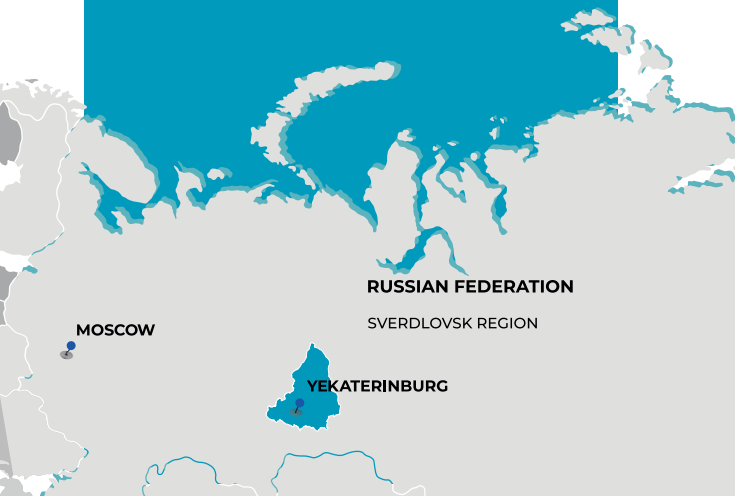 RUSSIAN FEDERATION
SVERDLOVSK REGION
MOSCOW
YEKATERINBURG